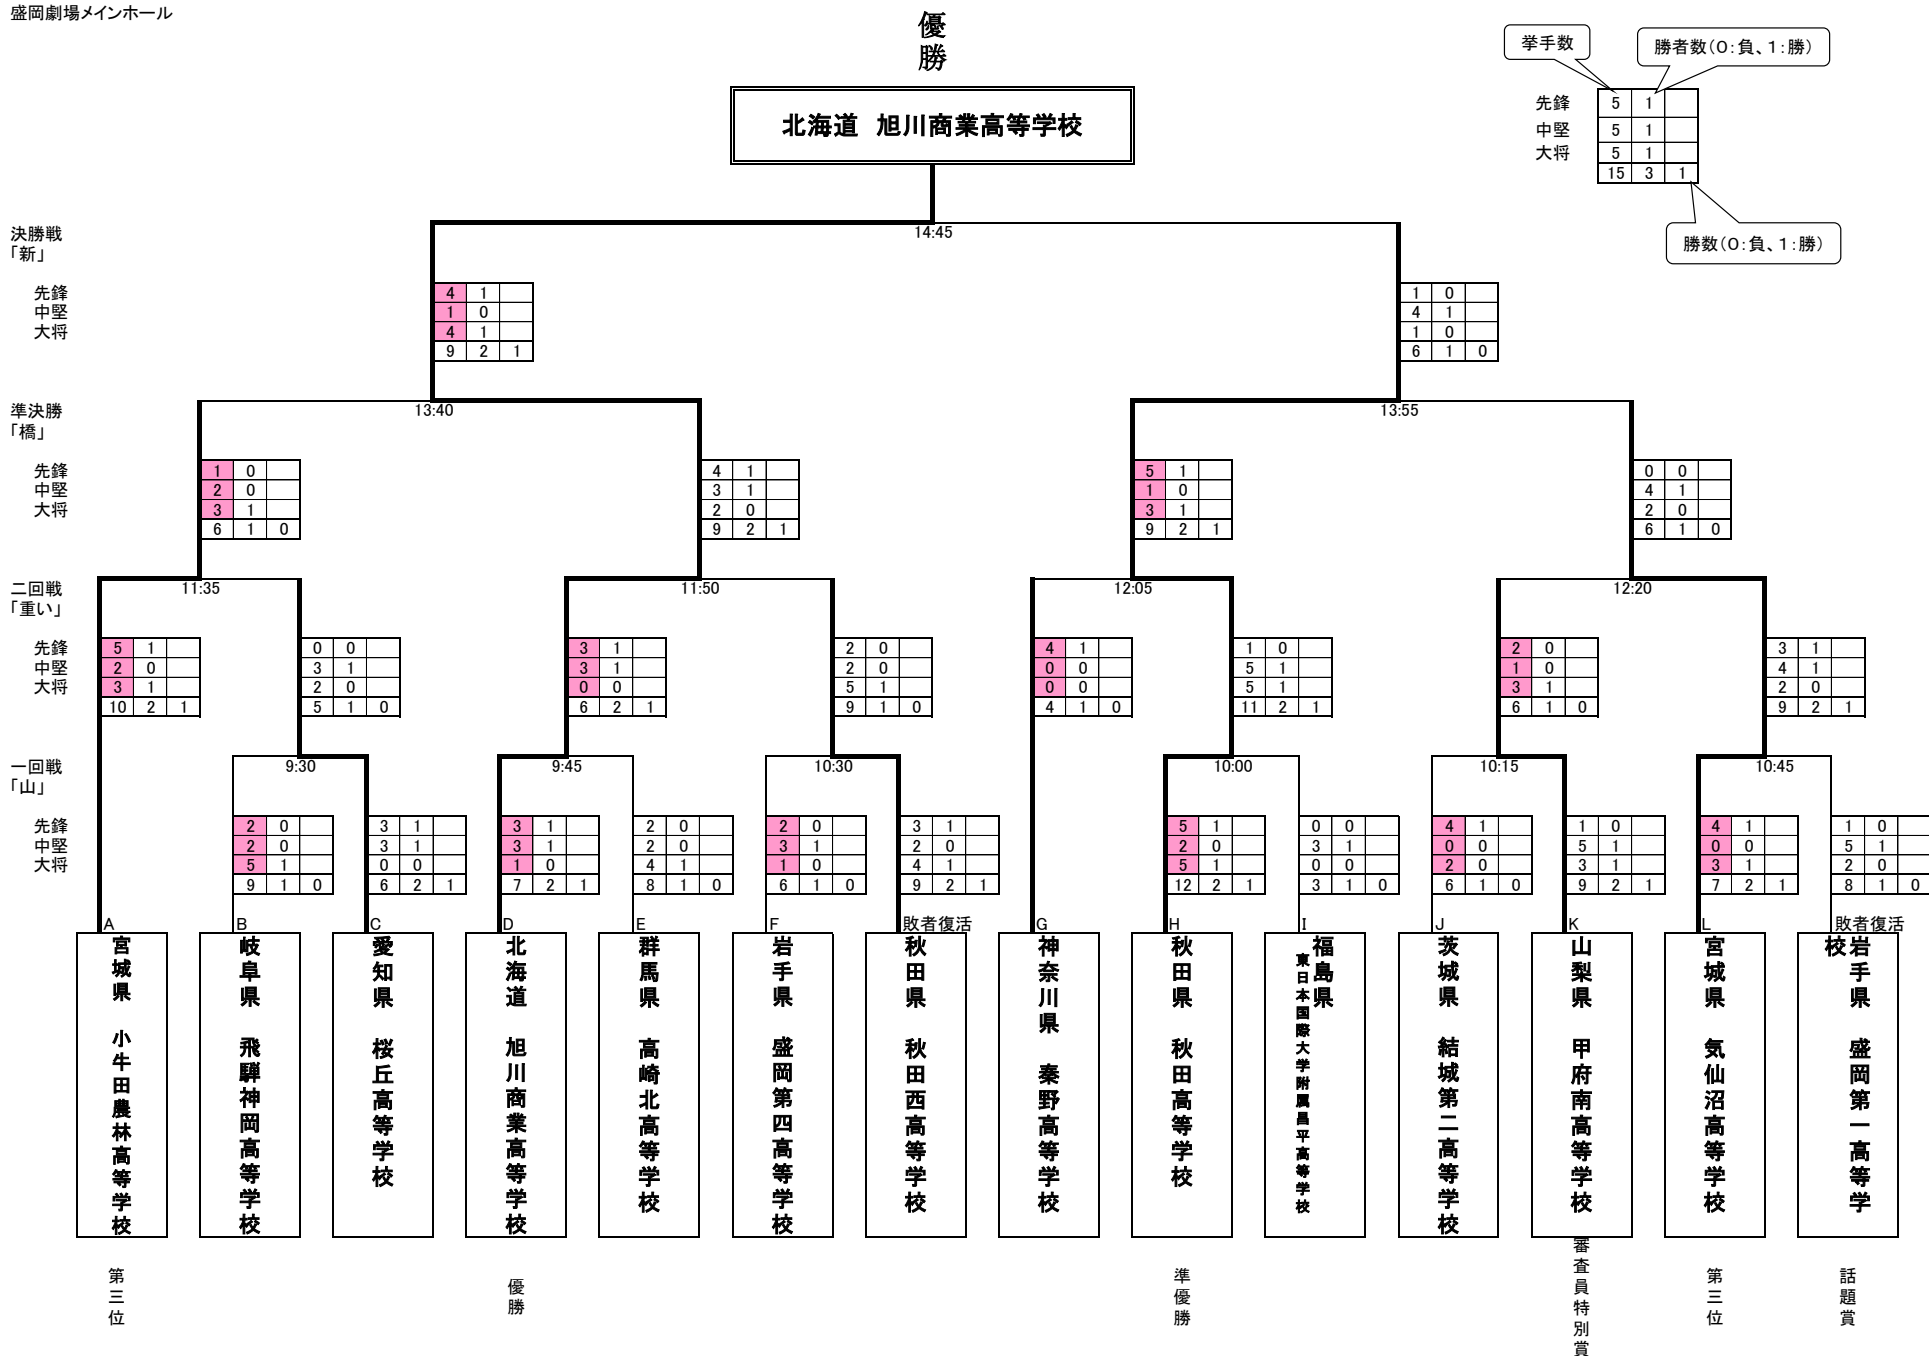 盛岡劇場メインホール
優勝
北海道 旭川商業高等学校
挙手数
勝者数(0:負、1:勝)
先鋒 5 1
中堅 5 1
大将 5 1
15 3 1
勝数(0:負、1:勝)
決勝戦
「新」
14:45
先鋒 4 1 1 0
中堅 1 0 4 1
大将 4 1 1 0
9 2 1 6 1 0
準決勝
「橋」
13:40 13:55
先鋒 1 0 4 1 5 1 0 0
中堅 2 0 3 1 1 0 4 1
大将 3 1 2 0 3 1 2 0
6 1 0 9 2 1 9 2 1 6 1 0
二回戦
「重い」
11:35 11:50 12:05 12:20
先鋒 5 1 0 0 3 1 2 0 4 1 1 0 2 0 3 1
中堅 2 0 3 1 3 1 2 0 0 0 5 1 1 0 4 1
大将 3 1 2 0 0 0 5 1 0 0 5 1 3 1 2 0
10 2 1 5 1 0 6 2 1 9 1 0 4 1 0 11 2 1 6 1 0 9 2 1
一回戦
「山」
9:30 9:45 10:30 10:00 10:15 10:45
先鋒 2 0 3 1 3 1 2 0 2 0 3 1 5 1 0 0 4 1 1 0 4 1 1 0
中堅 2 0 3 1 3 1 2 0 3 1 2 0 2 0 3 1 0 0 5 1 0 0 5 1
大将 5 1 0 0 1 0 4 1 1 0 4 1 5 1 0 0 2 0 3 1 3 1 2 0
9 1 0 6 2 1 7 2 1 8 1 0 6 1 0 9 2 1 12 2 1 3 1 0 6 1 0 9 2 1 7 2 1 8 1 0
A B C D E F 敗者復活 G H I J K L 敗者復活
宮城県 小牛田農林高等学校
岐阜県 飛騨神岡高等学校
愛知県 桜丘高等学校
北海道 旭川商業高等学校
群馬県 高崎北高等学校
岩手県 盛岡第四高等学校
秋田県 秋田西高等学校
神奈川県 秦野高等学校
秋田県 秋田高等学校
福島県
東日本国際大学附属昌平高等学校
茨城県 結城第二高等学校
山梨県 甲府南高等学校
宮城県 気仙沼高等学校
岩手県 盛岡第一高等学
校
第三位
優勝
準優勝
審査員特別賞
第三位
話題賞